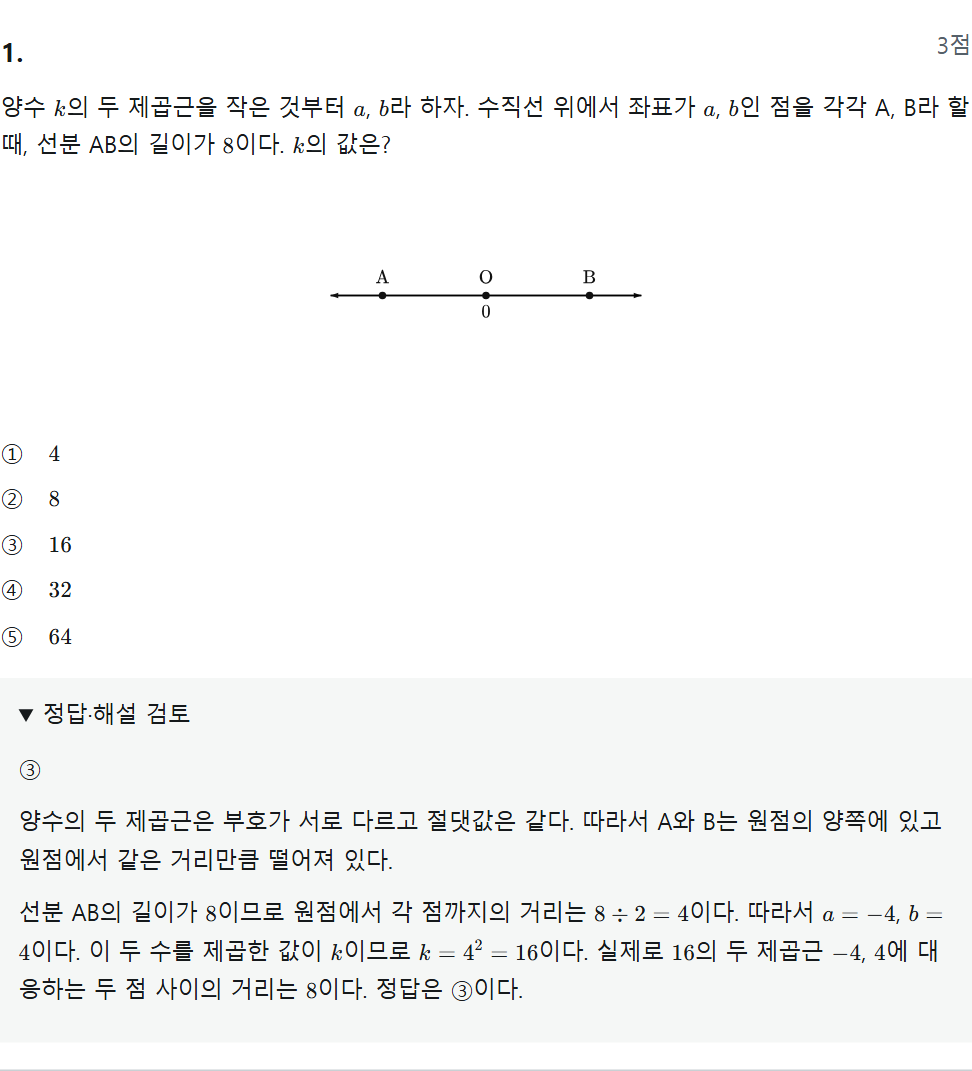 3점
1.
양수 k의 두 제곱근을 작은 것부터 a, b라 하자. 수직선 위에서 좌표가 a, b인 점을 각각 A, B라 할
때, 선분 AB의 길이가 8이다. k의 값은?
A O B
0
① 4
② 8
③ 16
④ 32
⑤ 64
▼ 정답·해설 검토
③
양수의 두 제곱근은 부호가 서로 다르고 절댓값은 같다. 따라서 A와 B는 원점의 양쪽에 있고
원점에서 같은 거리만큼 떨어져 있다.
선분 AB의 길이가 8이므로 원점에서 각 점까지의 거리는 8 ÷ 2 = 4이다. 따라서 a = −4, b =
4이다. 이 두 수를 제곱한 값이 k이므로 k = 4² = 16이다. 실제로 16의 두 제곱근 −4, 4에 대
응하는 두 점 사이의 거리는 8이다. 정답은 ③이다.